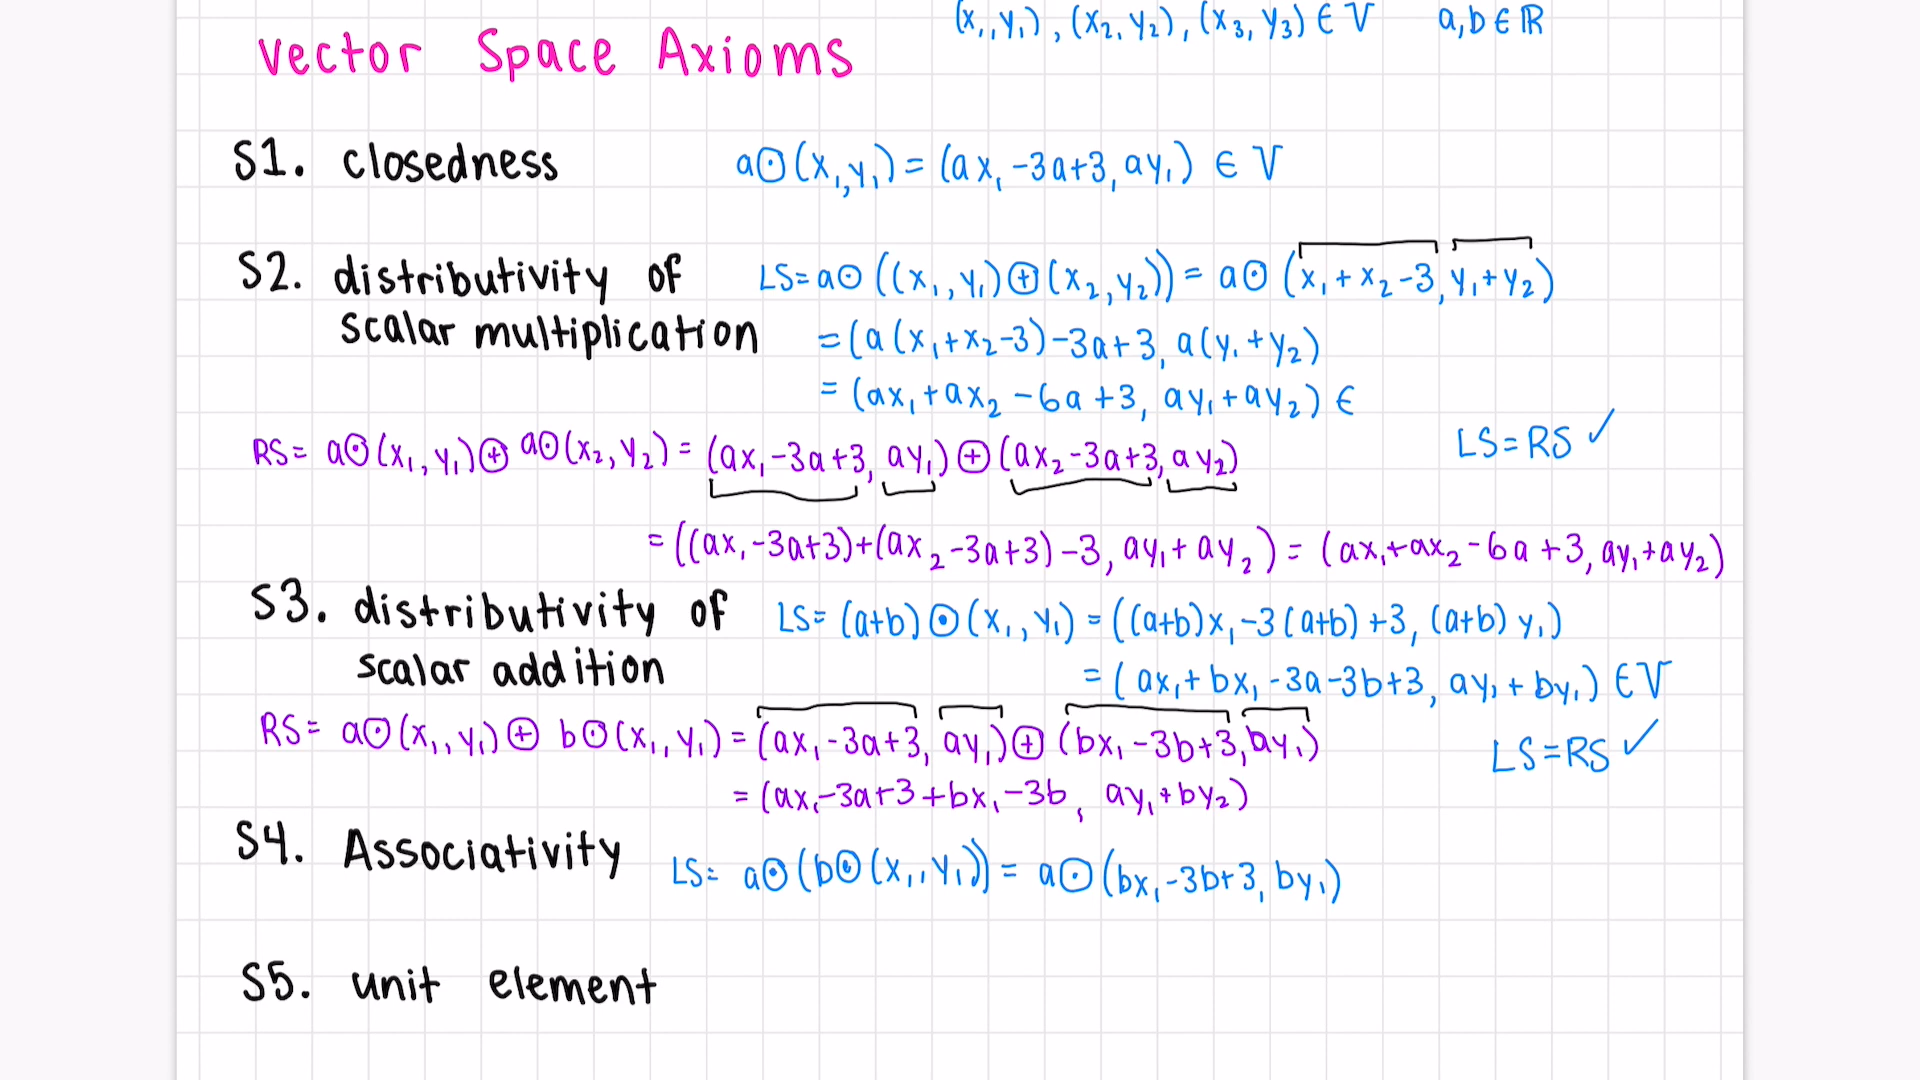 (x₁,y₁), (x₂,y₂), (x₃,y₃) ∈ V a,b ∈ ℝ
Vector Space Axioms
S1. closedness a⊙(x₁,y₁) = (ax₁-3a+3, ay₁) ∈ V
S2. distributivity of LS= a⊙((x₁,y₁)⊕(x₂,y₂)) = a⊙(x₁+x₂-3, y₁+y₂)
scalar multiplication =(a(x₁+x₂-3)-3a+3, a(y₁+y₂)
= (ax₁+ax₂-6a+3, ay₁+ay₂) ∈
RS= a⊙(x₁,y₁)⊕ a⊙(x₂,y₂) = (ax₁-3a+3, ay₁)⊕(ax₂-3a+3, ay₂) LS=RS ✓
= ((ax₁-3a+3)+(ax₂-3a+3)-3, ay₁+ay₂) = (ax₁+ax₂-6a+3, ay₁+ay₂)
S3. distributivity of LS= (a+b)⊙(x₁,y₁) = ((a+b)x₁-3(a+b)+3, (a+b)y₁)
scalar addition = (ax₁+bx₁-3a-3b+3, ay₁+by₁) ∈ V
RS= a⊙(x₁,y₁)⊕ b⊙(x₁,y₁) = (ax₁-3a+3, ay₁)⊕(bx₁-3b+3, by₁) LS=RS ✓
= (ax₁-3a+3+bx₁-3b, ay₁+by₂)
S4. Associativity LS= a⊙(b⊙(x₁,y₁)) = a⊙(bx₁-3b+3, by₁)
S5. unit element